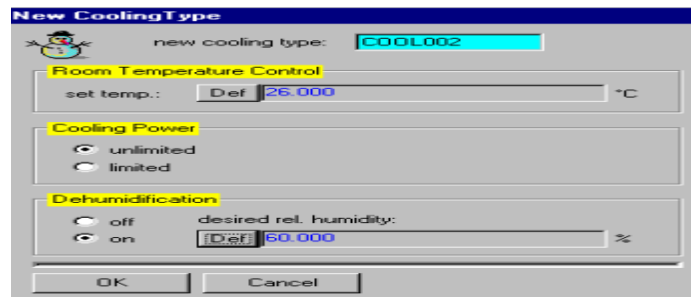 New CoolingType
new cooling type: COOL002
Room Temperature Control
set temp.: Def 26.000 °C
Cooling Power
unlimited
limited
Dehumidification
off desired rel. humidity:
on Def 60.000 %
OK Cancel